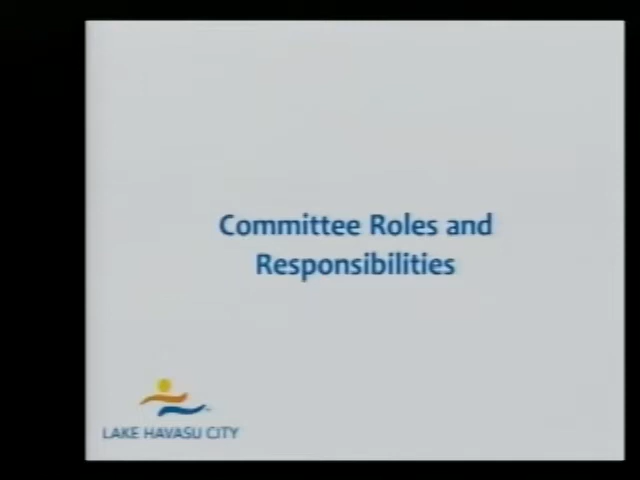 Committee Roles and
Responsibilities
LAKE HAVASU CITY